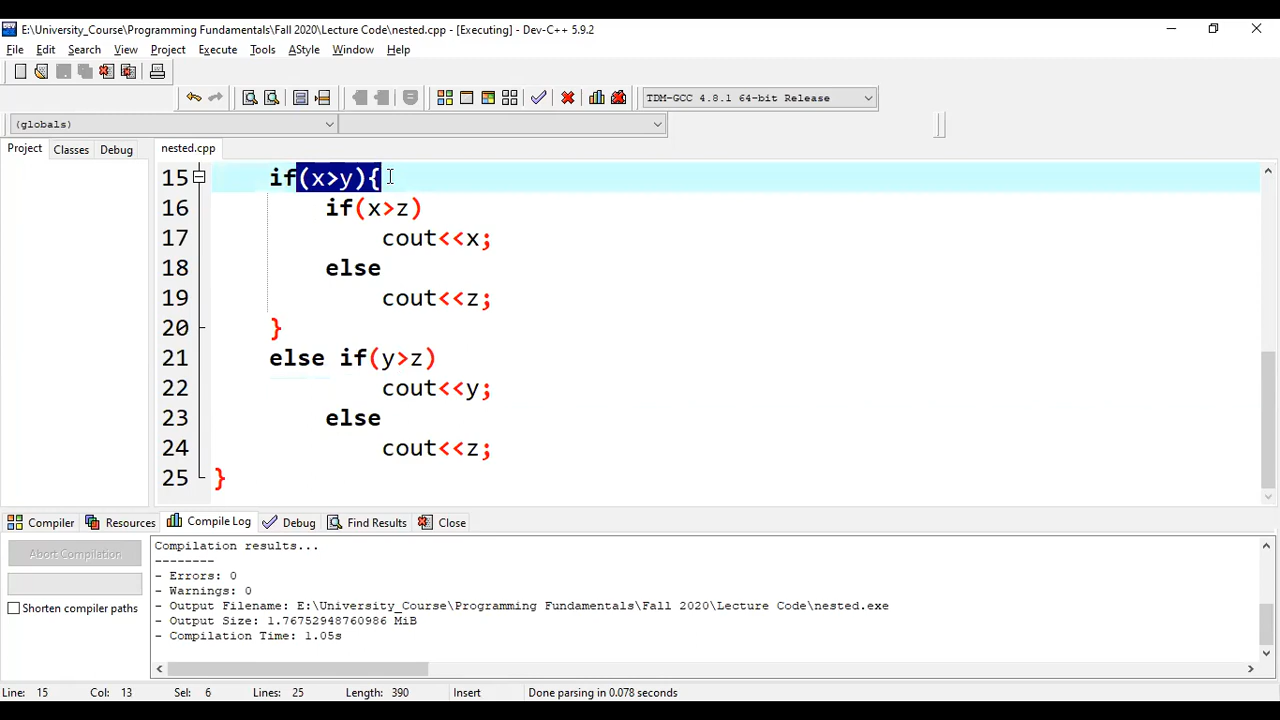 E:\University_Course\Programming Fundamentals\Fall 2020\Lecture Code\nested.cpp - [Executing] - Dev-C++ 5.9.2
File Edit Search View Project Execute Tools AStyle Window Help
TDM-GCC 4.8.1 64-bit Release
(globals)
Project Classes Debug nested.cpp
15 if(x>y){
16 if(x>z)
17 cout<<x;
18 else
19 cout<<z;
20 }
21 else if(y>z)
22 cout<<y;
23 else
24 cout<<z;
25 }
Compiler Resources Compile Log Debug Find Results Close
Abort Compilation
Shorten compiler paths
Compilation results...
--------
- Errors: 0
- Warnings: 0
- Output Filename: E:\University_Course\Programming Fundamentals\Fall 2020\Lecture Code\nested.exe
- Output Size: 1.76752948760986 MiB
- Compilation Time: 1.05s
Line: 15 Col: 13 Sel: 6 Lines: 25 Length: 390 Insert Done parsing in 0.078 seconds